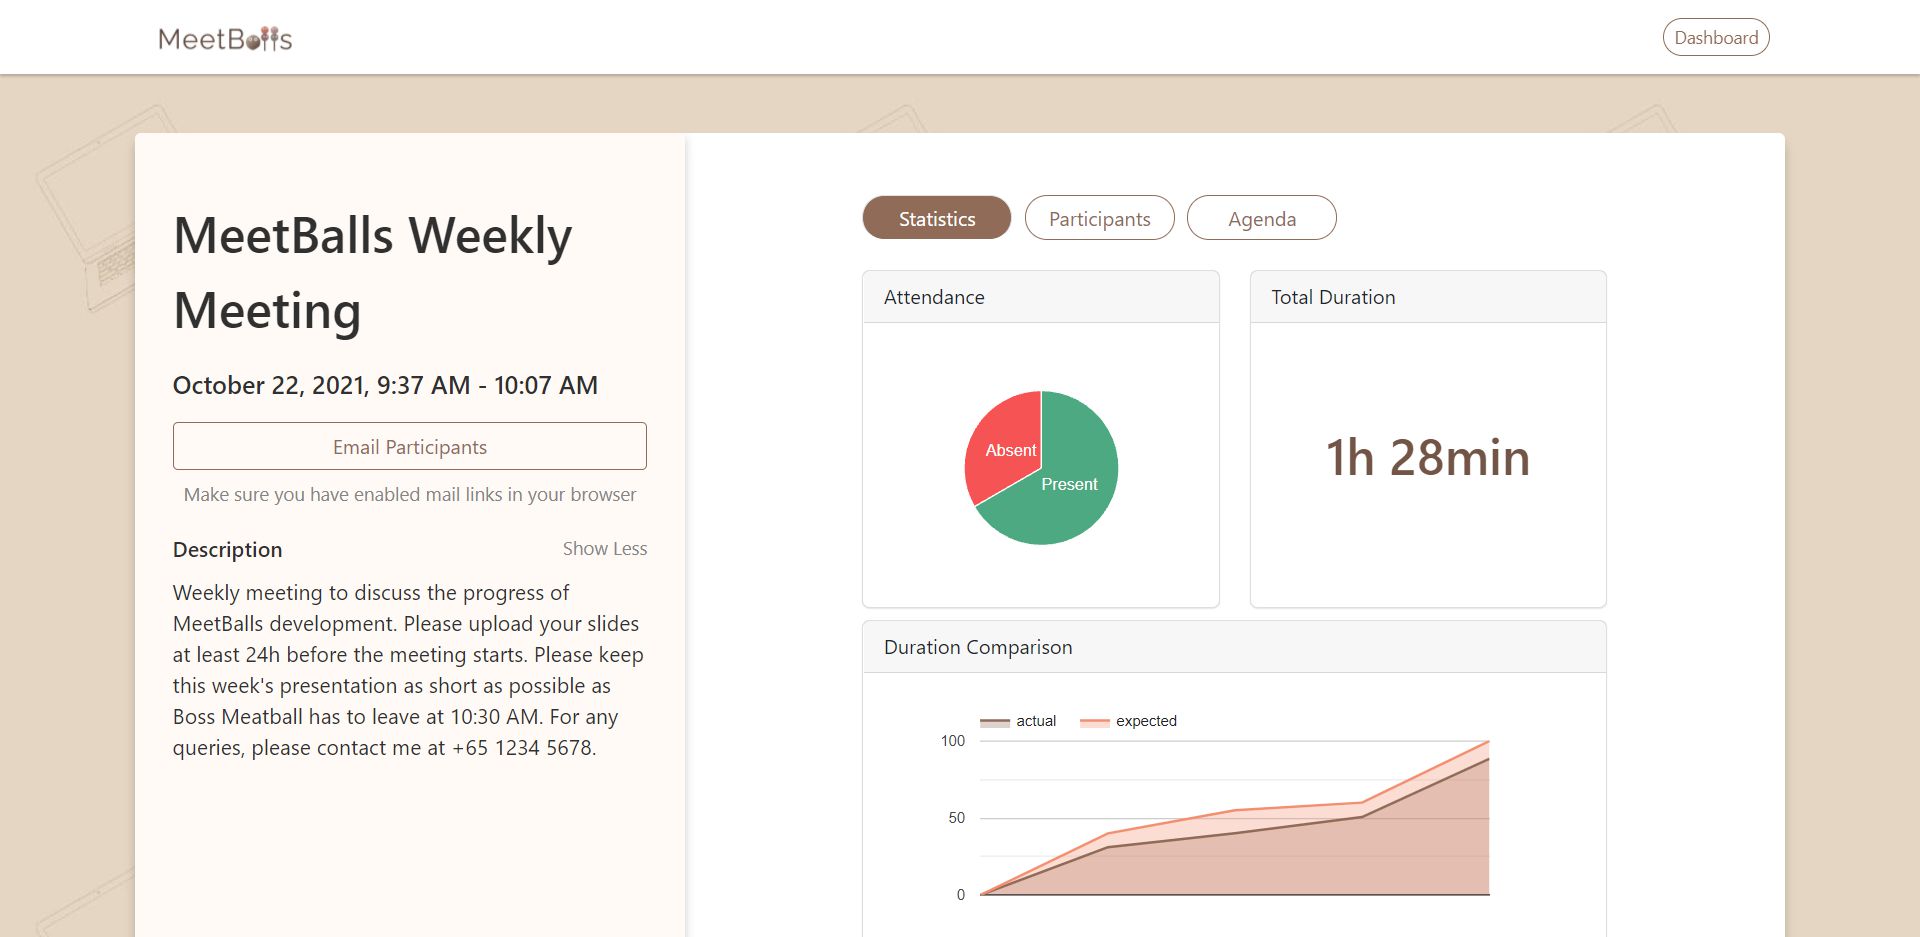 MeetBalls
Dashboard
MeetBalls Weekly
Meeting
October 22, 2021, 9:37 AM - 10:07 AM
Email Participants
Make sure you have enabled mail links in your browser
Description
Show Less
Weekly meeting to discuss the progress of
MeetBalls development. Please upload your slides
at least 24h before the meeting starts. Please keep
this week's presentation as short as possible as
Boss Meatball has to leave at 10:30 AM. For any
queries, please contact me at +65 1234 5678.
Statistics
Participants
Agenda
Attendance
Absent
Present
Total Duration
1h 28min
Duration Comparison
actual
expected
100
50
0